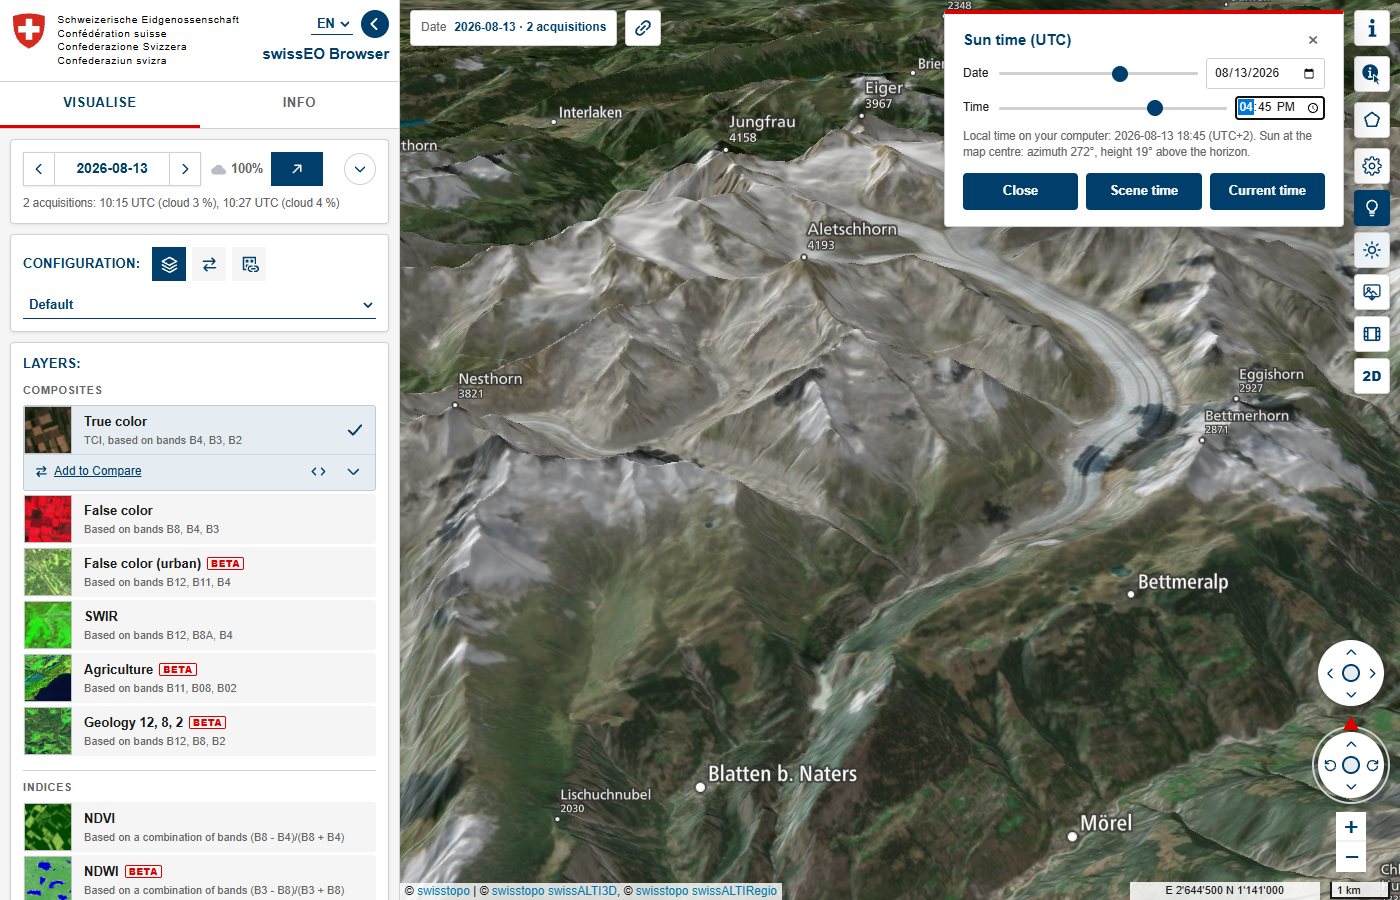 Schweizerische Eidgenossenschaft
Confédération suisse
Confederazione Svizzera
Confederaziun svizra
EN
swissEO Browser
VISUALISE
INFO
2026-08-13
100%
2 acquisitions: 10:15 UTC (cloud 3 %), 10:27 UTC (cloud 4 %)
CONFIGURATION:
Default
LAYERS:
COMPOSITES
True color
TCI, based on bands B4, B3, B2
Add to Compare
False color
Based on bands B8, B4, B3
False color (urban) BETA
Based on bands B12, B11, B4
SWIR
Based on bands B12, B8A, B4
Agriculture BETA
Based on bands B11, B08, B02
Geology 12, 8, 2 BETA
Based on bands B12, B8, B2
INDICES
NDVI
Based on a combination of bands (B8 - B4)/(B8 + B4)
NDWI BETA
Based on a combination of bands (B3 - B8)/(B3 + B8)
Date 2026-08-13 · 2 acquisitions
2348
Sun time (UTC)
Date
08/13/2026
Time
04:45 PM
Local time on your computer: 2026-08-13 18:45 (UTC+2). Sun at the
map centre: azimuth 272°, height 19° above the horizon.
Close
Scene time
Current time
2D
Brien
Eiger
3967
Interlaken
Jungfrau
4158
thorn
Aletschhorn
4193
Nesthorn
3821
Eggishorn
2927
Bettmerhorn
2871
Bettmeralp
Blatten b. Naters
Lischuchnubel
2030
Mörel
© swisstopo | © swisstopo swissALTI3D, © swisstopo swissALTIRegio
E 2'644'500 N 1'141'000
1 km